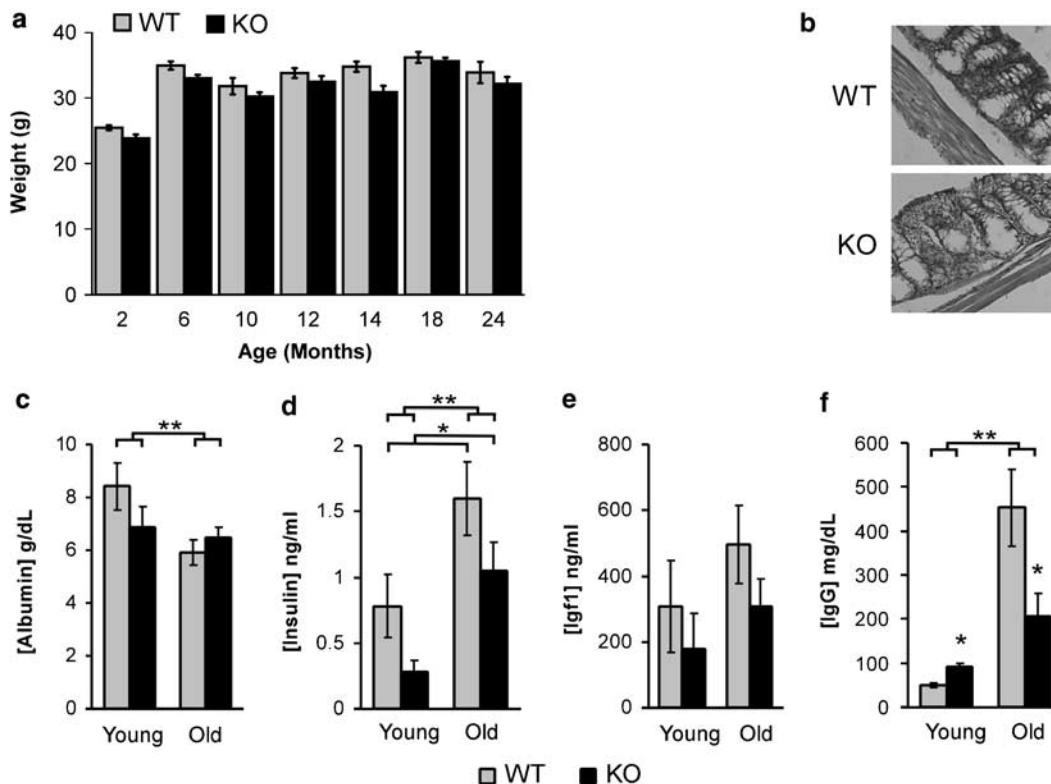 a
WT KO
Weight (g)
40
30
20
10
0
2 6 10 12 14 18 24
Age (Months)
b
WT
KO
c
**
[Albumin] g/dL
10
8
6
4
2
0
Young Old
d
**
*
[Insulin] ng/ml
2
1.5
1
0.5
0
Young Old
e
[Igf1] ng/ml
800
600
400
200
0
Young Old
f
**
[IgG] mg/dL
600
500
400
300
200
100
0
*
*
Young Old
WT KO